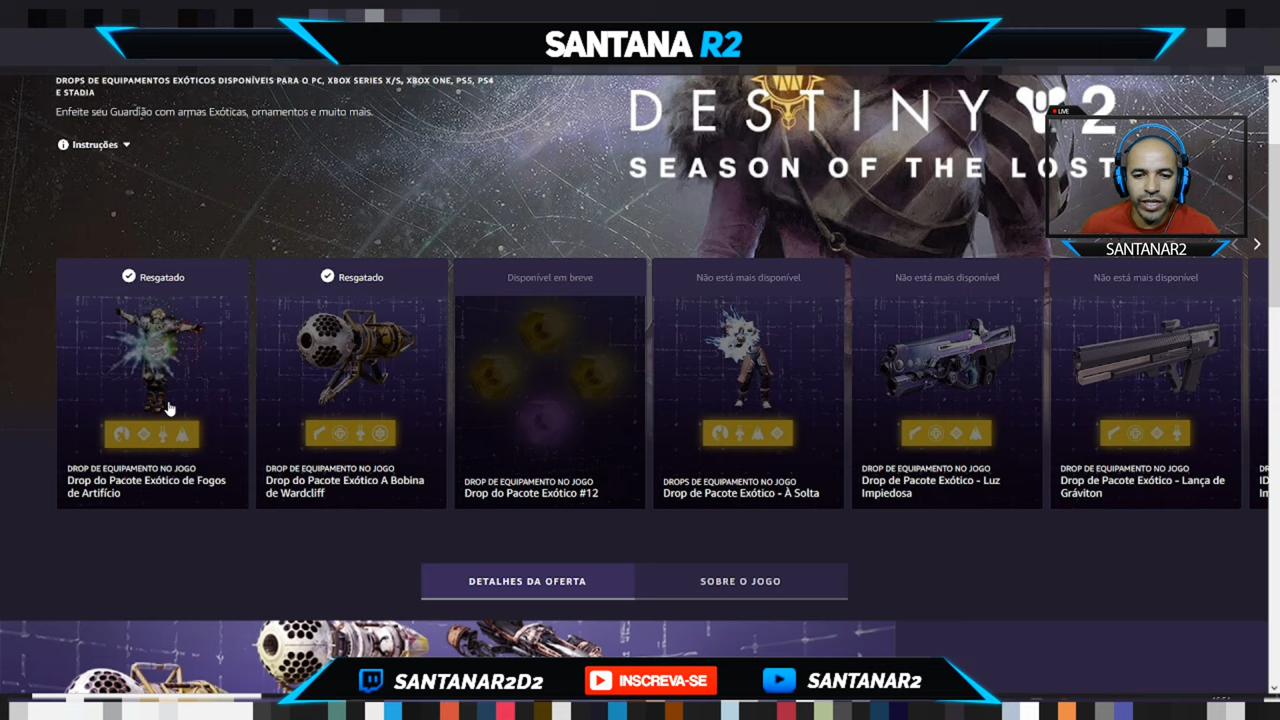 SANTANA R2
DROPS DE EQUIPAMENTOS EXÓTICOS DISPONÍVEIS PARA O PC, XBOX SERIES X/S, XBOX ONE, PS5, PS4
E STADIA
Enfeite seu Guardião com armas Exóticas, ornamentos e muito mais.
Instruções
DESTINY 2
SEASON OF THE LOST
LIVE
SANTANAR2
Resgatado
Resgatado
Disponível em breve
Não está mais disponível
Não está mais disponível
Não está mais disponível
DROP DE EQUIPAMENTO NO JOGO
Drop do Pacote Exótico de Fogos
de Artifício
DROP DE EQUIPAMENTO NO JOGO
Drop do Pacote Exótico A Bobina
de Wardcliff
DROP DE EQUIPAMENTO NO JOGO
Drop do Pacote Exótico #12
DROPS DE EQUIPAMENTO NO JOGO
Drop de Pacote Exótico - À Solta
DROP DE EQUIPAMENTO NO JOGO
Drop de Pacote Exótico - Luz
Impiedosa
DROP DE EQUIPAMENTO NO JOGO
Drop de Pacote Exótico - Lança de
Gráviton
DETALHES DA OFERTA
SOBRE O JOGO
SANTANAR2D2
INSCREVA-SE
SANTANAR2